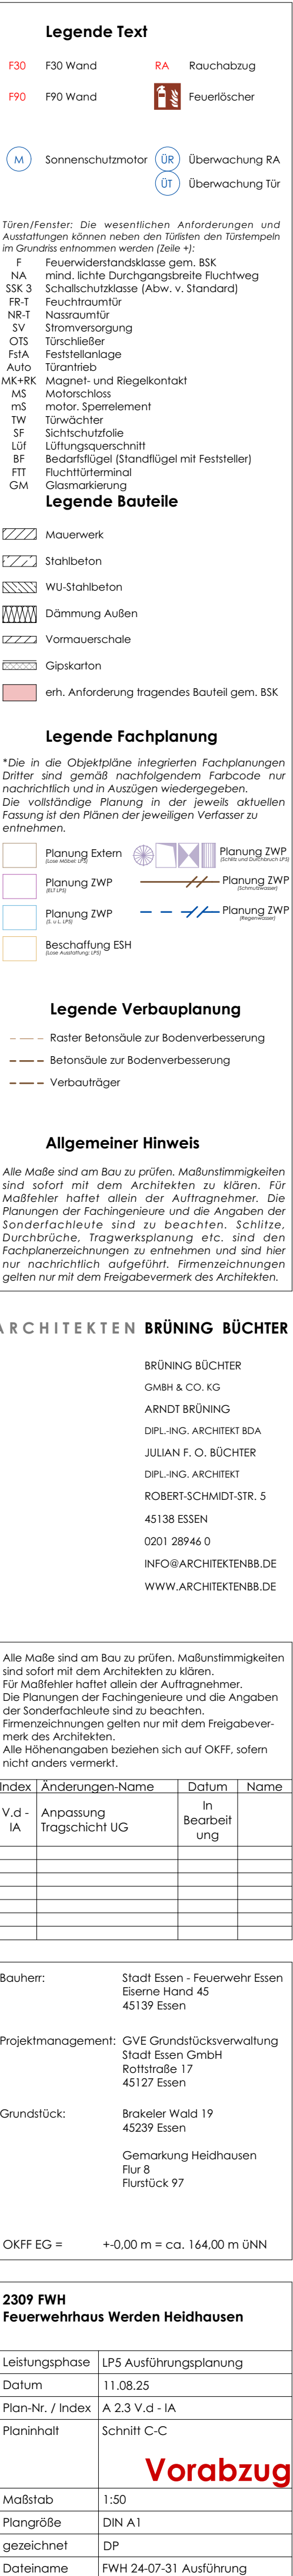 Legende Text
F30 F30 Wand RA Rauchabzug
F90 F90 Wand Feuerlöscher
M Sonnenschutzmotor ÜR Überwachung RA
ÜT Überwachung Tür
Türen/Fenster: Die wesentlichen Anforderungen und
Ausstattungen können neben den Türlisten den Türstempeln
im Grundriss entnommen werden (Zeile +):
F Feuerwiderstandsklasse gem. BSK
NA mind. lichte Durchgangsbreite Fluchtweg
SSK 3 Schallschutzklasse (Abw. v. Standard)
FR-T Feuchtraumtür
NR-T Nassraumtür
SV Stromversorgung
OTS Türschließer
FstA Feststellanlage
Auto Türantrieb
MK+RK Magnet- und Riegelkontakt
MS Motorschloss
mS motor. Sperrelement
TW Türwächter
SF Sichtschutzfolie
Lüf Lüftungsquerschnitt
BF Bedarfsflügel (Standflügel mit Feststeller)
FTT Fluchttürterminal
GM Glasmarkierung
Legende Bauteile
Mauerwerk
Stahlbeton
WU-Stahlbeton
Dämmung Außen
Vormauerschale
Gipskarton
erh. Anforderung tragendes Bauteil gem. BSK
Legende Fachplanung
*Die in die Objektpläne integrierten Fachplanungen
Dritter sind gemäß nachfolgendem Farbcode nur
nachrichtlich und in Auszügen wiedergegeben.
Die vollständige Planung in der jeweils aktuellen
Fassung ist den Plänen der jeweiligen Verfasser zu
entnehmen.
Planung Extern Planung ZWP
(Lose Möbel: LP5) (Schlitz und Durchbruch LP5)
Planung ZWP Planung ZWP
(ELT LP5) (Schmutzwasser)
Planung ZWP Planung ZWP
(S. u L. LP5) (Regenwasser)
Beschaffung ESH
(Lose Ausstattung: LP5)
Legende Verbauplanung
Raster Betonsäule zur Bodenverbesserung
Betonsäule zur Bodenverbesserung
Verbauträger
Allgemeiner Hinweis
Alle Maße sind am Bau zu prüfen. Maßunstimmigkeiten
sind sofort mit dem Architekten zu klären. Für
Maßfehler haftet allein der Auftragnehmer. Die
Planungen der Fachingenieure und die Angaben der
Sonderfachleute sind zu beachten. Schlitze,
Durchbrüche, Tragwerksplanung etc. sind den
Fachplanerzeichnungen zu entnehmen und sind hier
nur nachrichtlich aufgeführt. Firmenzeichnungen
gelten nur mit dem Freigabevermerk des Architekten.
ARCHITEKTEN BRÜNING BÜCHTER
BRÜNING BÜCHTER
GMBH & CO. KG
ARNDT BRÜNING
DIPL.-ING. ARCHITEKT BDA
JULIAN F. O. BÜCHTER
DIPL.-ING. ARCHITEKT
ROBERT-SCHMIDT-STR. 5
45138 ESSEN
0201 28946 0
INFO@ARCHITEKTENBB.DE
WWW.ARCHITEKTENBB.DE
Alle Maße sind am Bau zu prüfen. Maßunstimmigkeiten
sind sofort mit dem Architekten zu klären.
Für Maßfehler haftet allein der Auftragnehmer.
Die Planungen der Fachingenieure und die Angaben
der Sonderfachleute sind zu beachten.
Firmenzeichnungen gelten nur mit dem Freigabever-
merk des Architekten.
Alle Höhenangaben beziehen sich auf OKFF, sofern
nicht anders vermerkt.
Index Änderungen-Name Datum Name
V.d - Anpassung In
IA Tragschicht UG Bearbeit
ung
Bauherr: Stadt Essen - Feuerwehr Essen
Eiserne Hand 45
45139 Essen
Projektmanagement: GVE Grundstücksverwaltung
Stadt Essen GmbH
Rottstraße 17
45127 Essen
Grundstück: Brakeler Wald 19
45239 Essen
Gemarkung Heidhausen
Flur 8
Flurstück 97
OKFF EG = +-0,00 m = ca. 164,00 m üNN
2309 FWH
Feuerwehrhaus Werden Heidhausen
Leistungsphase LP5 Ausführungsplanung
Datum 11.08.25
Plan-Nr. / Index A 2.3 V.d - IA
Planinhalt Schnitt C-C
Vorabzug
Maßstab 1:50
Plangröße DIN A1
gezeichnet DP
Dateiname FWH 24-07-31 Ausführung